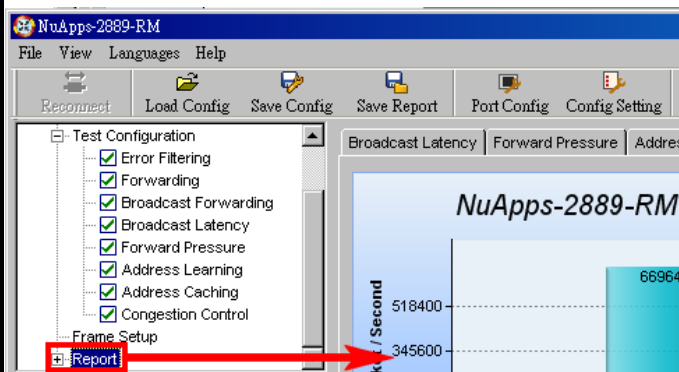 NuApps-2889-RM
File View Languages Help
Reconnect Load Config Save Config Save Report Port Config Config Setting
Test Configuration
Error Filtering
Forwarding
Broadcast Forwarding
Broadcast Latency
Forward Pressure
Address Learning
Address Caching
Congestion Control
Frame Setup
Report
Broadcast Latency Forward Pressure
NuApps-2889-RM
66964
518400
345600
/ Second